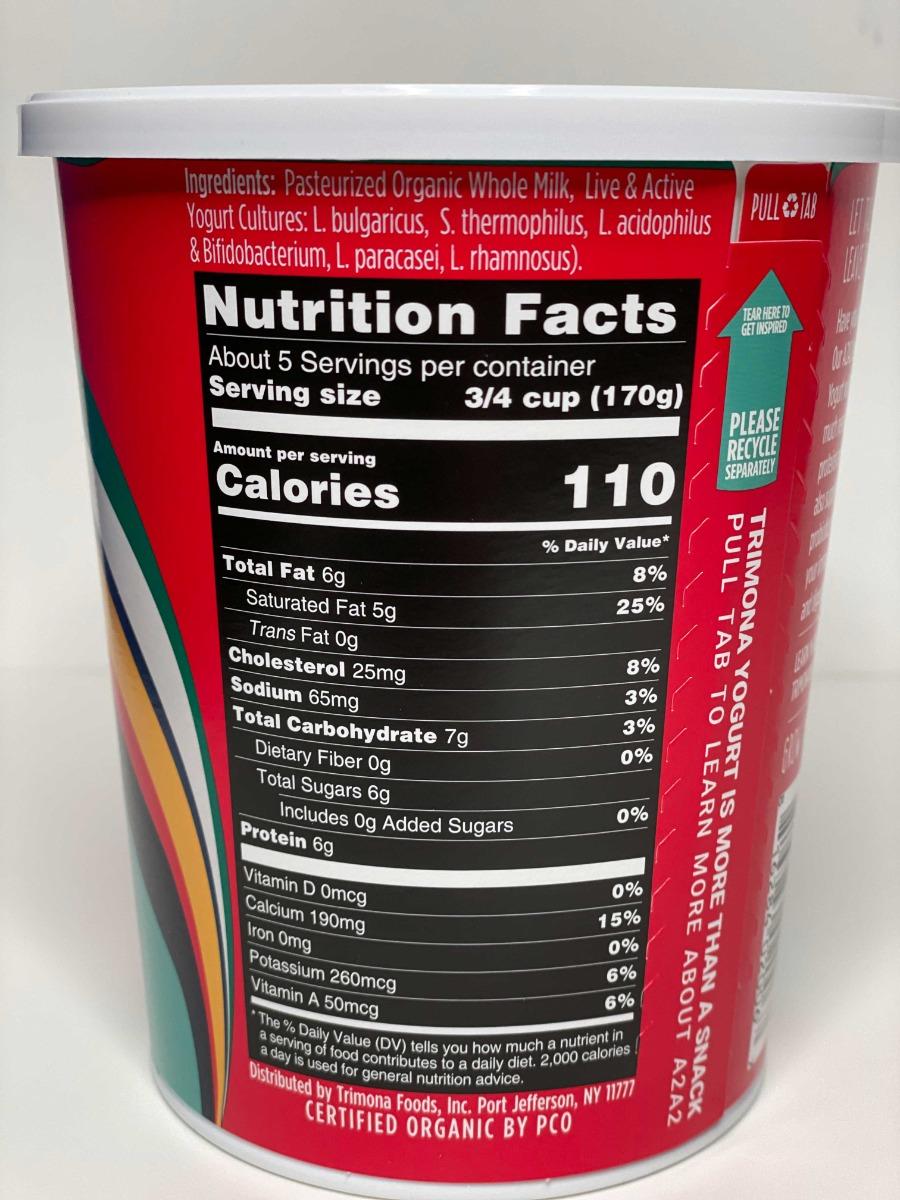 Ingredients: Pasteurized Organic Whole Milk, Live & Active
Yogurt Cultures: L. bulgaricus, S. thermophilus, L. acidophilus
& Bifidobacterium, L. paracasei, L. rhamnosus).
Nutrition Facts
About 5 Servings per container
Serving size 3/4 cup (170g)
Amount per serving
Calories 110
% Daily Value*
Total Fat 6g 8%
Saturated Fat 5g 25%
Trans Fat 0g
Cholesterol 25mg 8%
Sodium 65mg 3%
Total Carbohydrate 7g 3%
Dietary Fiber 0g 0%
Total Sugars 6g
Includes 0g Added Sugars 0%
Protein 6g
Vitamin D 0mcg 0%
Calcium 190mg 15%
Iron 0mg 0%
Potassium 260mcg 6%
Vitamin A 50mcg 6%
* The % Daily Value (DV) tells you how much a nutrient in
a serving of food contributes to a daily diet. 2,000 calories
a day is used for general nutrition advice.
Distributed by Trimona Foods, Inc. Port Jefferson, NY 11777
CERTIFIED ORGANIC BY PCO
PULL TAB
TEAR HERE TO
GET INSPIRED
PLEASE
RECYCLE
SEPARATELY
TRIMONA YOGURT IS MORE THAN A SNACK
PULL TAB TO LEARN MORE ABOUT A2A2
LET
Have
Our